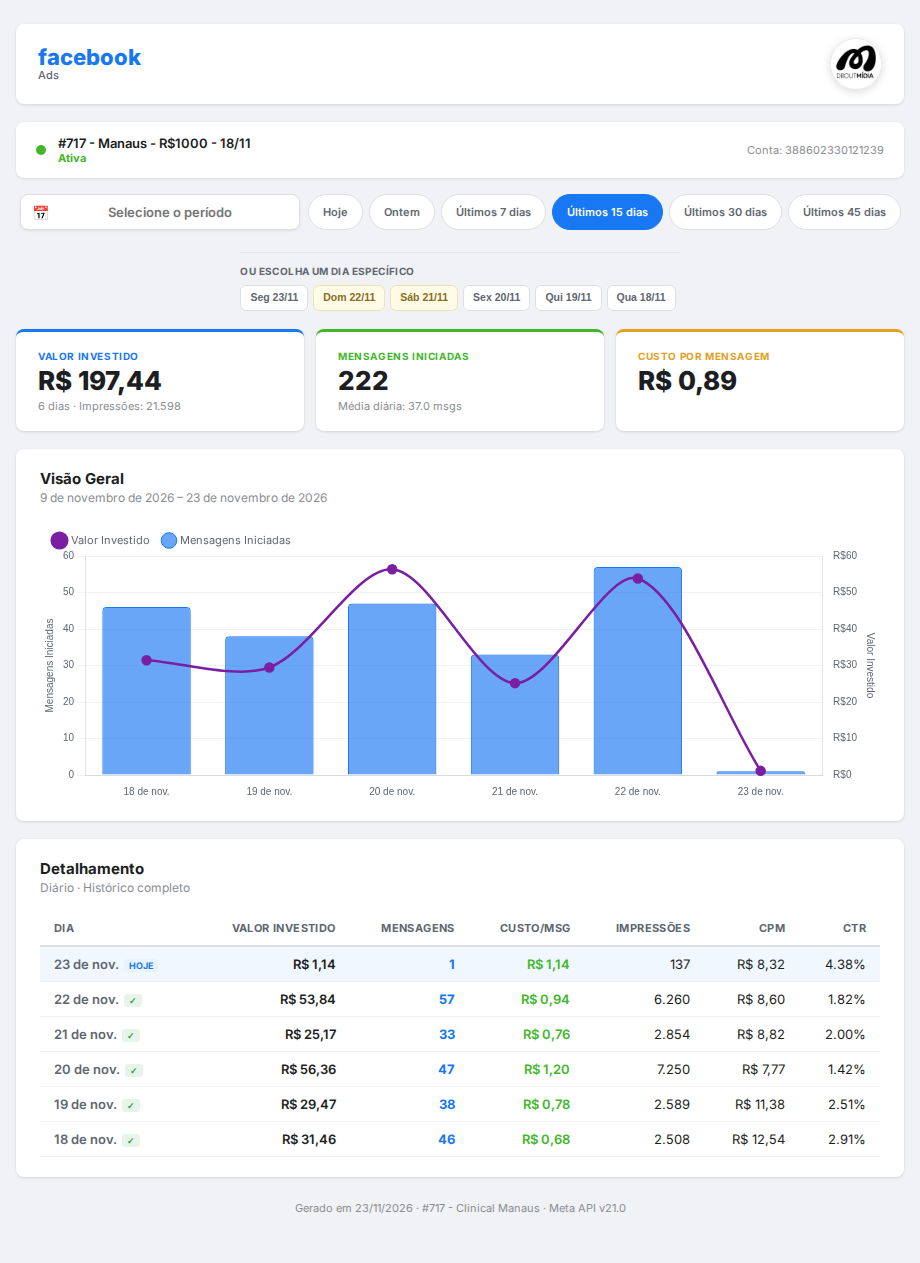 facebook
Ads
DBOUTMÍDIA
#717 - Manaus - R$1000 - 18/11
Ativa
Conta: 388602330121239
📅 Selecione o período
Hoje
Ontem
Últimos 7 dias
Últimos 15 dias
Últimos 30 dias
Últimos 45 dias
OU ESCOLHA UM DIA ESPECÍFICO
Seg 23/11
Dom 22/11
Sáb 21/11
Sex 20/11
Qui 19/11
Qua 18/11
VALOR INVESTIDO
R$ 197,44
6 dias · Impressões: 21.598
MENSAGENS INICIADAS
222
Média diária: 37.0 msgs
CUSTO POR MENSAGEM
R$ 0,89
Visão Geral
9 de novembro de 2026 – 23 de novembro de 2026
Valor Investido
Mensagens Iniciadas
60 R$60
50 R$50
40 R$40
30 R$30
20 R$20
10 R$10
0 R$0
Mensagens Iniciadas
Valor Investido
18 de nov. 19 de nov. 20 de nov. 21 de nov. 22 de nov. 23 de nov.
Detalhamento
Diário · Histórico completo
DIA VALOR INVESTIDO MENSAGENS CUSTO/MSG IMPRESSÕES CPM CTR
23 de nov. HOJE R$ 1,14 1 R$ 1,14 137 R$ 8,32 4.38%
22 de nov. ✓ R$ 53,84 57 R$ 0,94 6.260 R$ 8,60 1.82%
21 de nov. ✓ R$ 25,17 33 R$ 0,76 2.854 R$ 8,82 2.00%
20 de nov. ✓ R$ 56,36 47 R$ 1,20 7.250 R$ 7,77 1.42%
19 de nov. ✓ R$ 29,47 38 R$ 0,78 2.589 R$ 11,38 2.51%
18 de nov. ✓ R$ 31,46 46 R$ 0,68 2.508 R$ 12,54 2.91%
Gerado em 23/11/2026 · #717 - Clinical Manaus · Meta API v21.0